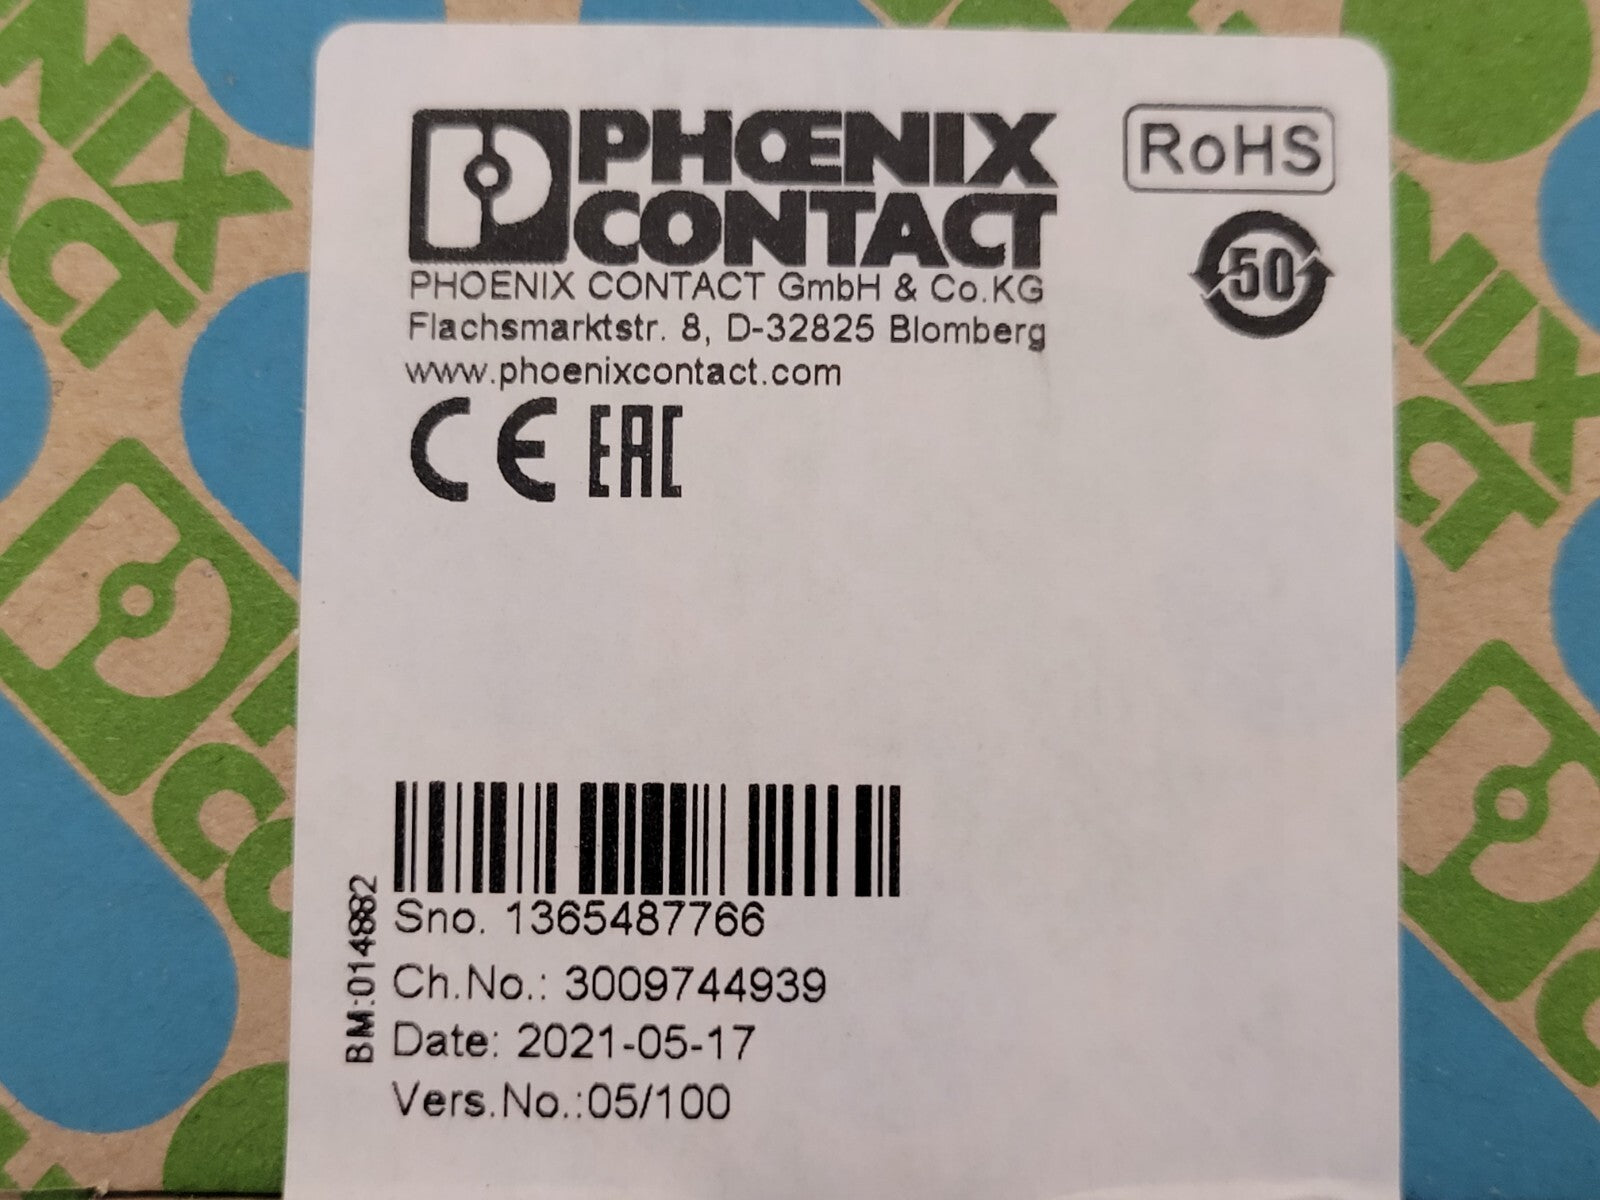 PHŒNIX
CONTACT
RoHS
50
PHOENIX CONTACT GmbH & Co.KG
Flachsmarktstr. 8, D-32825 Blomberg
www.phoenixcontact.com
CE EAC
BM:014882
Sno. 1365487766
Ch.No.: 3009744939
Date: 2021-05-17
Vers.No.:05/100